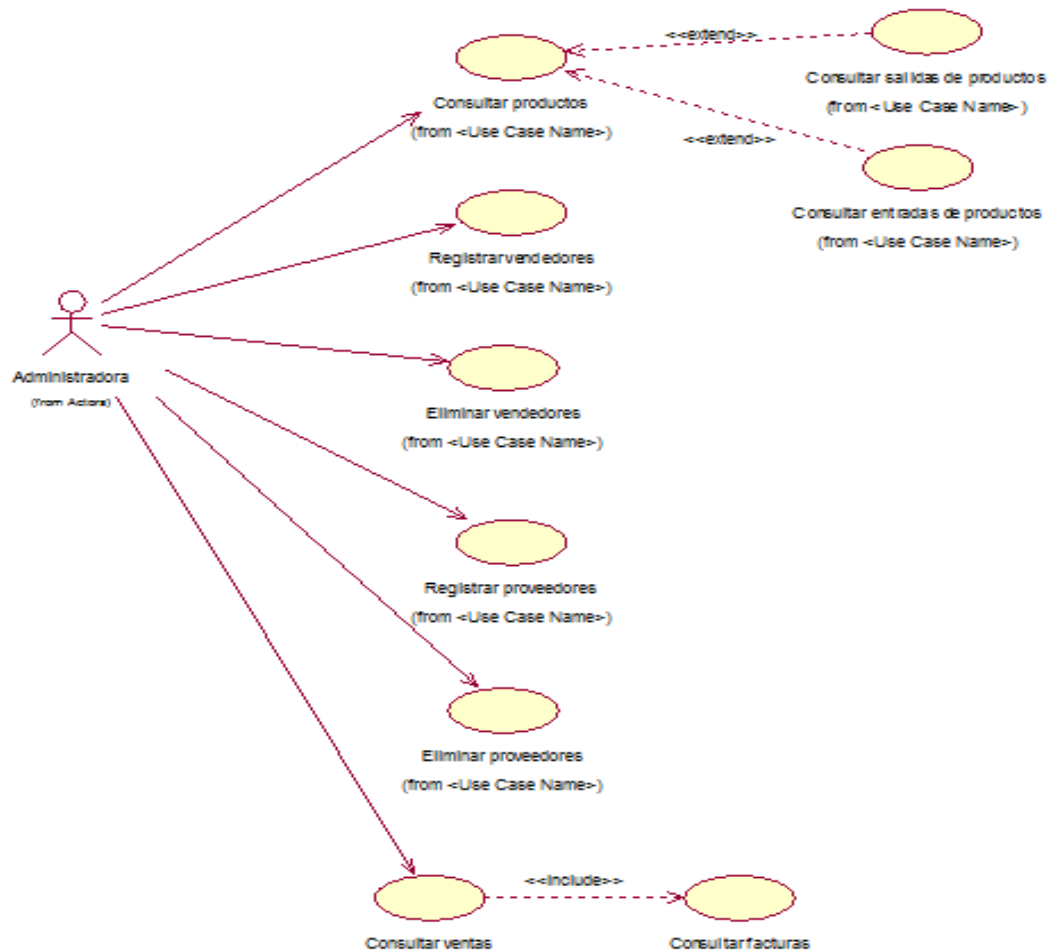 <<extend>>
Consultar salidas de productos
(from <Use Case Name>)
Consultar productos
(from <Use Case Name>)
<<extend>>
Consultar entradas de productos
(from <Use Case Name>)
Registrar vendedores
(from <Use Case Name>)
Administradora
(from Actors)
Eliminar vendedores
(from <Use Case Name>)
Registrar proveedores
(from <Use Case Name>)
Eliminar proveedores
(from <Use Case Name>)
<<include>>
Consultar ventas
Consultar facturas